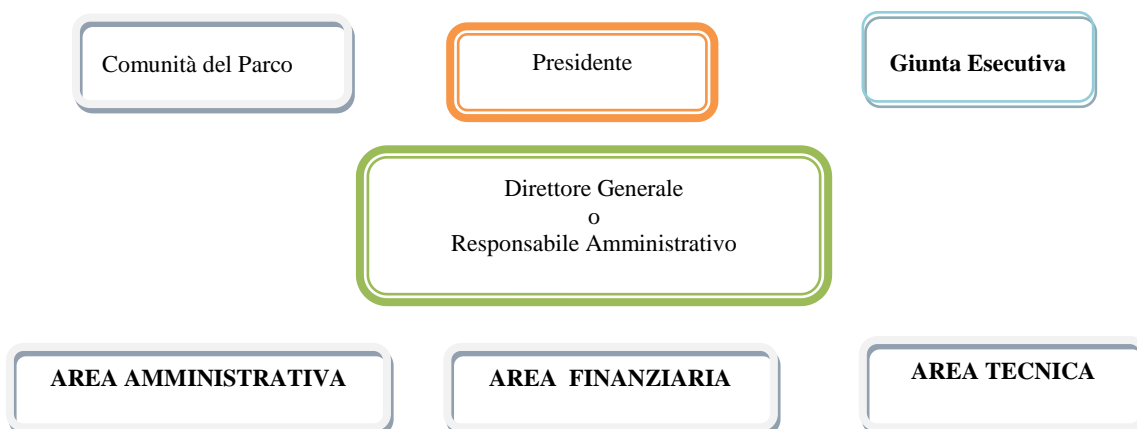 Comunità del Parco
Presidente
Giunta Esecutiva
Direttore Generale
o
Responsabile Amministrativo
AREA AMMINISTRATIVA
AREA FINANZIARIA
AREA TECNICA